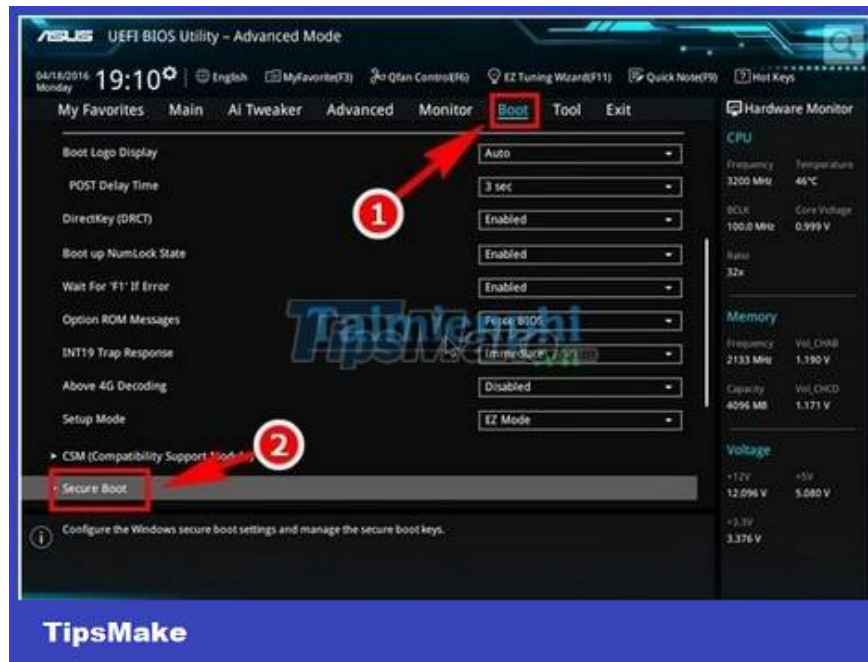 ASUS UEFI BIOS Utility – Advanced Mode
04/18/2016 Monday 19:10 English MyFavorite(F3) Qfan Control(F6) EZ Tuning Wizard(F11) Quick Note(F9) ? Hot Keys
My Favorites Main Ai Tweaker Advanced Monitor Boot Tool Exit Hardware Monitor
Boot Logo Display Auto
POST Delay Time 3 sec
DirectKey (DRCT) Enabled
Boot up NumLock State Enabled
Wait For 'F1' If Error Enabled
Option ROM Messages Force BIOS
INT19 Trap Response Immediate
Above 4G Decoding Disabled
Setup Mode EZ Mode
CSM (Compatibility Support
Secure Boot
Configure the Windows secure boot settings and manage the secure boot keys.
1
2
CPU
Frequency Temperature
3200 MHz 46°C
BCLK Core Voltage
100.0 MHz 0.999 V
Ratio
32x
Memory
Frequency Vol_CHAB
2133 MHz 1.190 V
Capacity Vol_CHCD
4096 MB 1.171 V
Voltage
+12V +5V
12.096 V 5.080 V
+3.3V
3.376 V
TipsMake
.vn
TipsMake